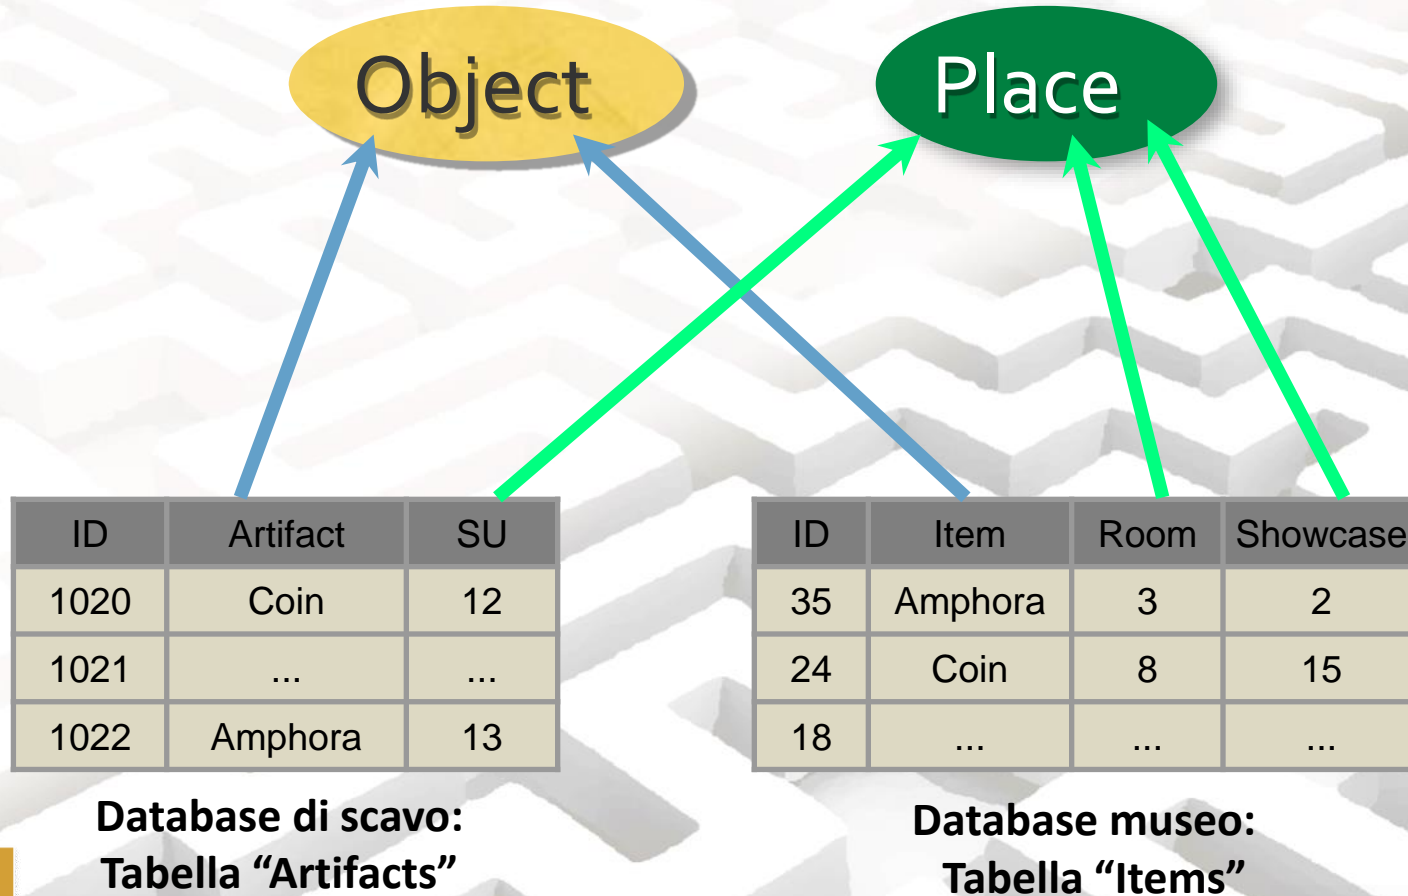 Object
Place
ID Artifact SU
1020 Coin 12
1021 ... ...
1022 Amphora 13
Database di scavo:
Tabella “Artifacts”
ID Item Room Showcase
35 Amphora 3 2
24 Coin 8 15
18 ... ... ...
Database museo:
Tabella “Items”